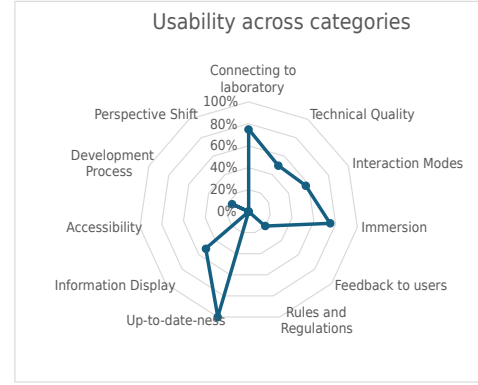 Usability across categories
Connecting to
laboratory
100%
Perspective Shift
Technical Quality
80%
60%
Development
Process
Interaction Modes
40%
20%
0%
Accessibility
Immersion
Information Display
Feedback to users
Up-to-date-ness
Rules and
Regulations